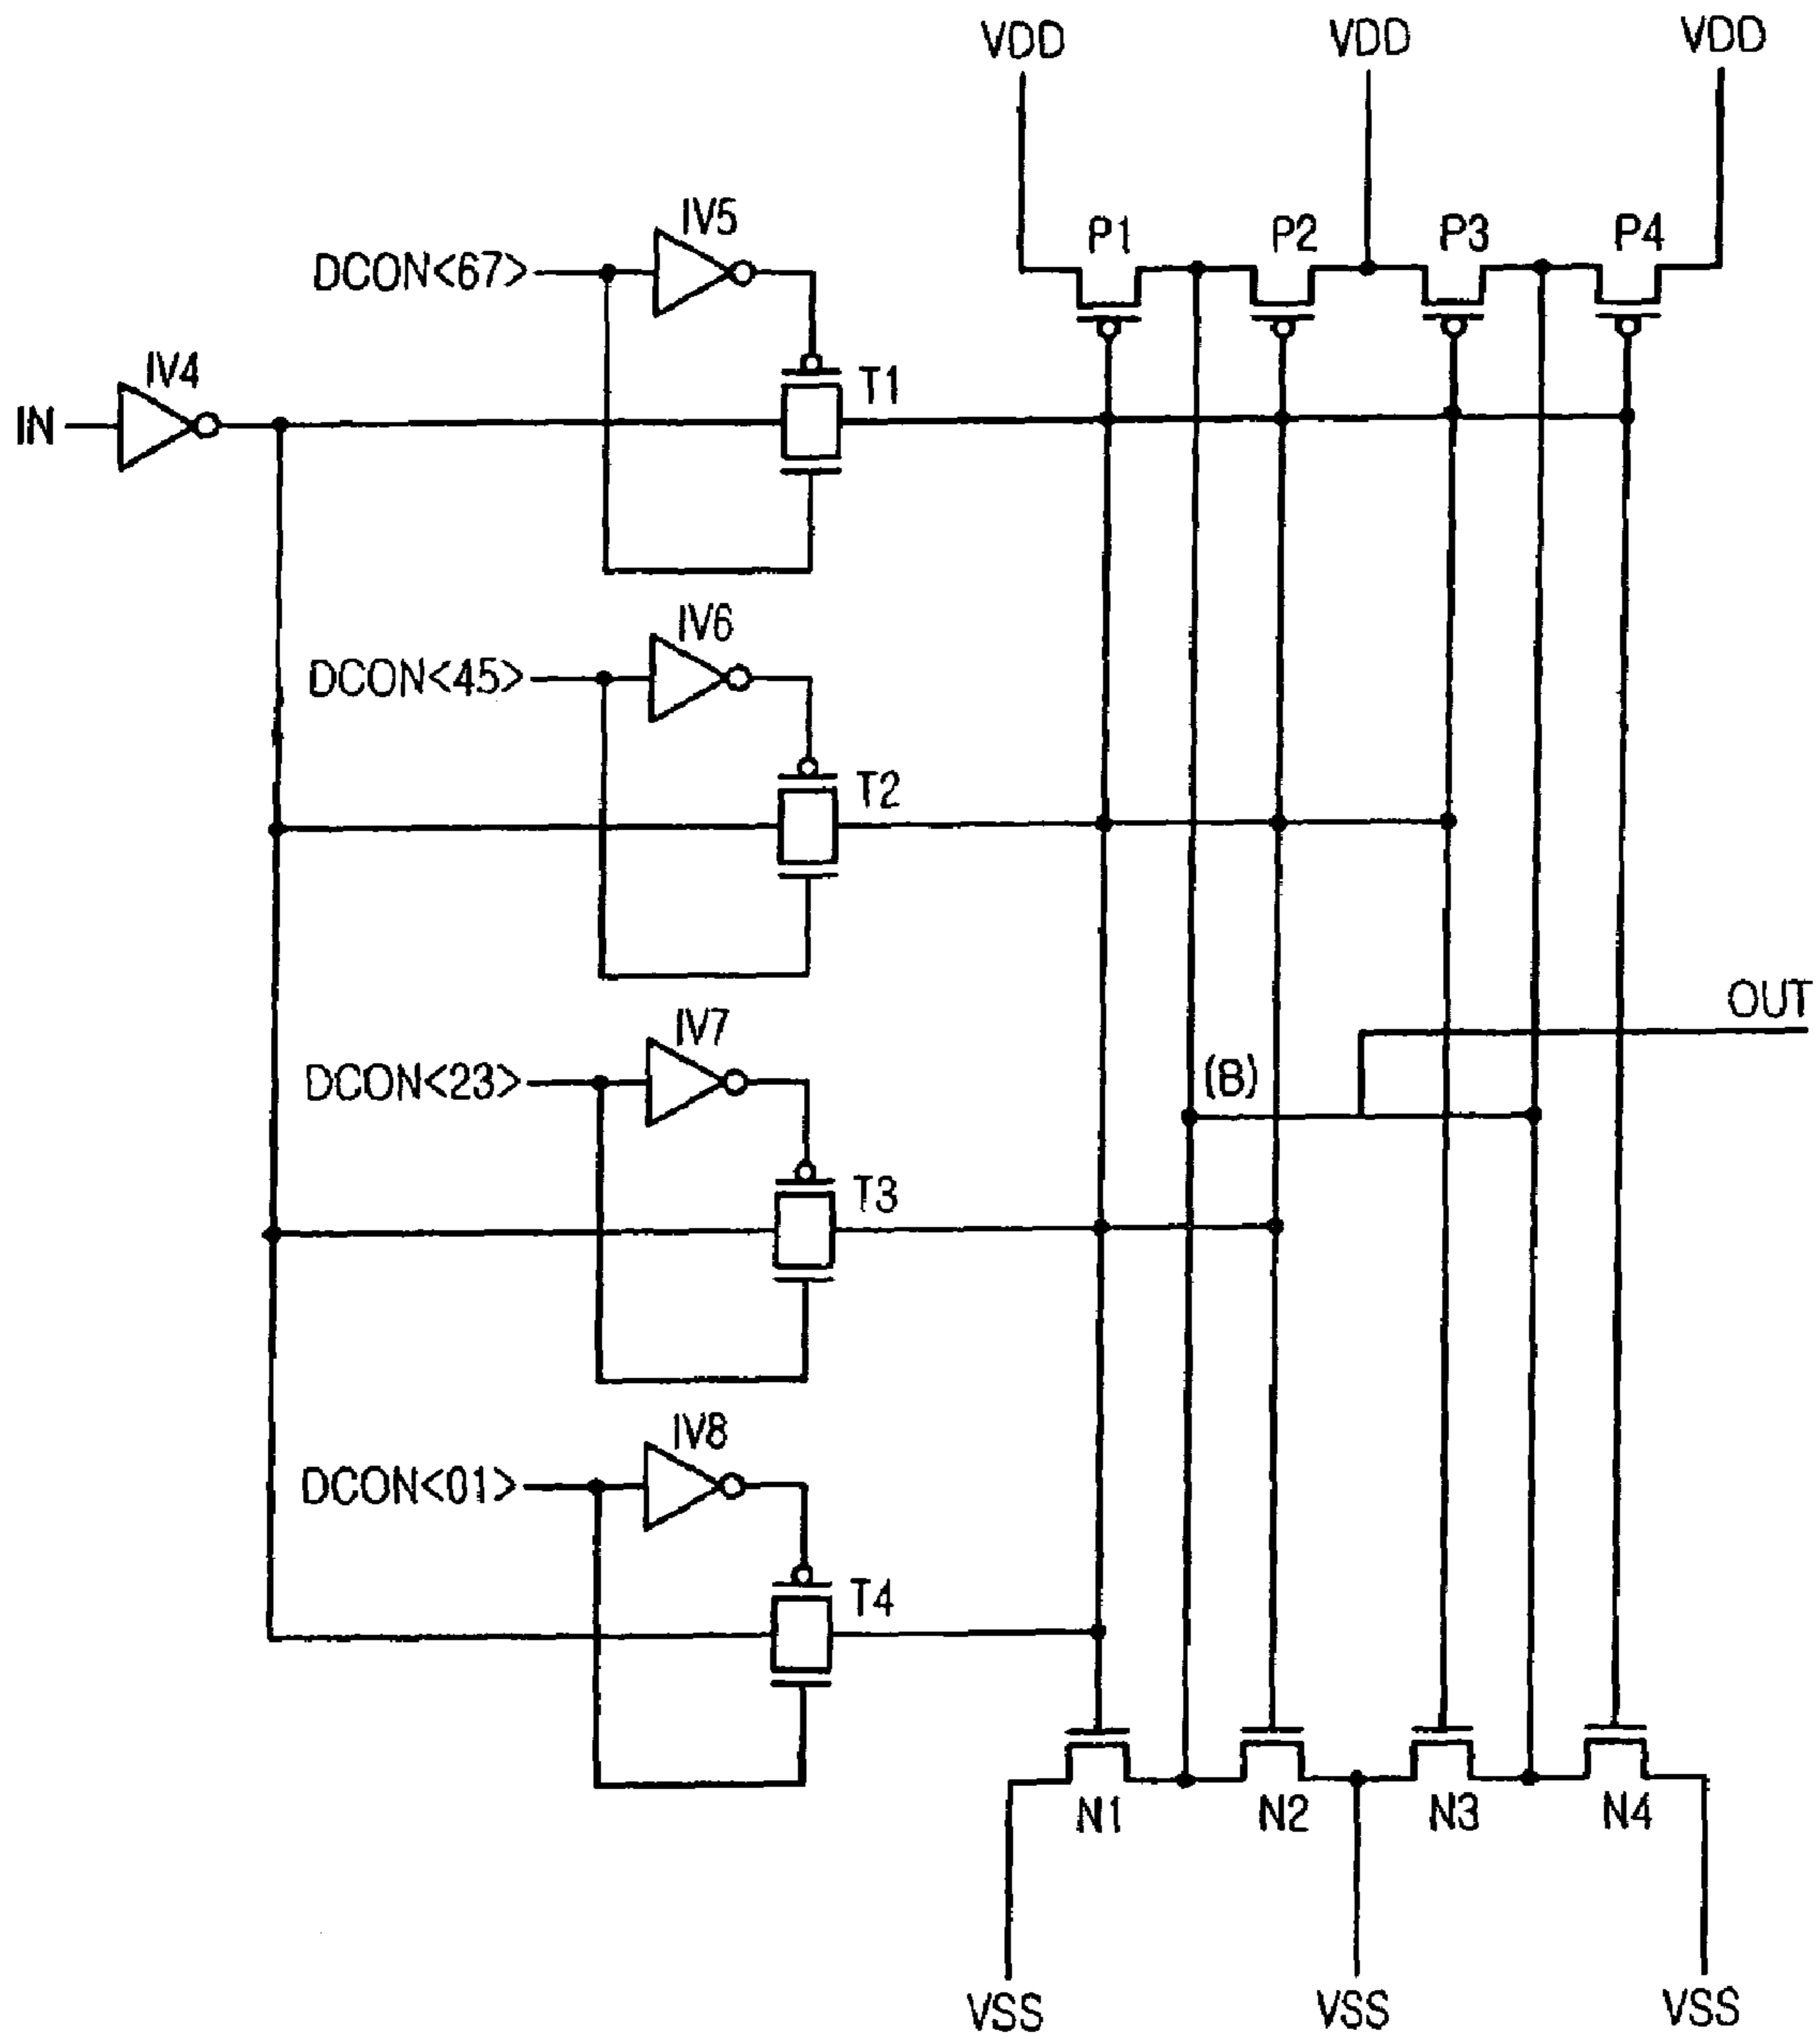 VDD VDD VDD
IV5
P1 P2 P3 P4
DCON<67>
IV4
T1
IN
IV6
DCON<45>
T2
OUT
IV7
(B)
DCON<23>
T3
IV8
DCON<01>
T4
N1 N2 N3 N4
VSS VSS VSS